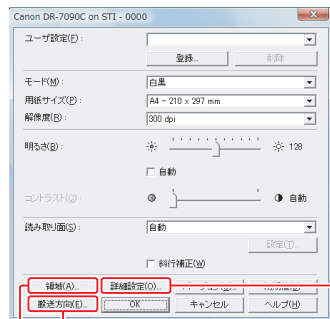 Canon DR-7090C on STI - 0000
ユーザ設定(F):
登録... 削除
モード(M): 白黒
用紙サイズ(P): A4 - 210 x 297 mm
解像度(R): 300 dpi
明るさ(B): 128
自動
コントラスト(C): 自動
読み取り面(S): 自動
設定(T)...
斜行補正(W)
領域(A)... 詳細設定(O)...
搬送方向(E)... OK キャンセル ヘルプ(H)